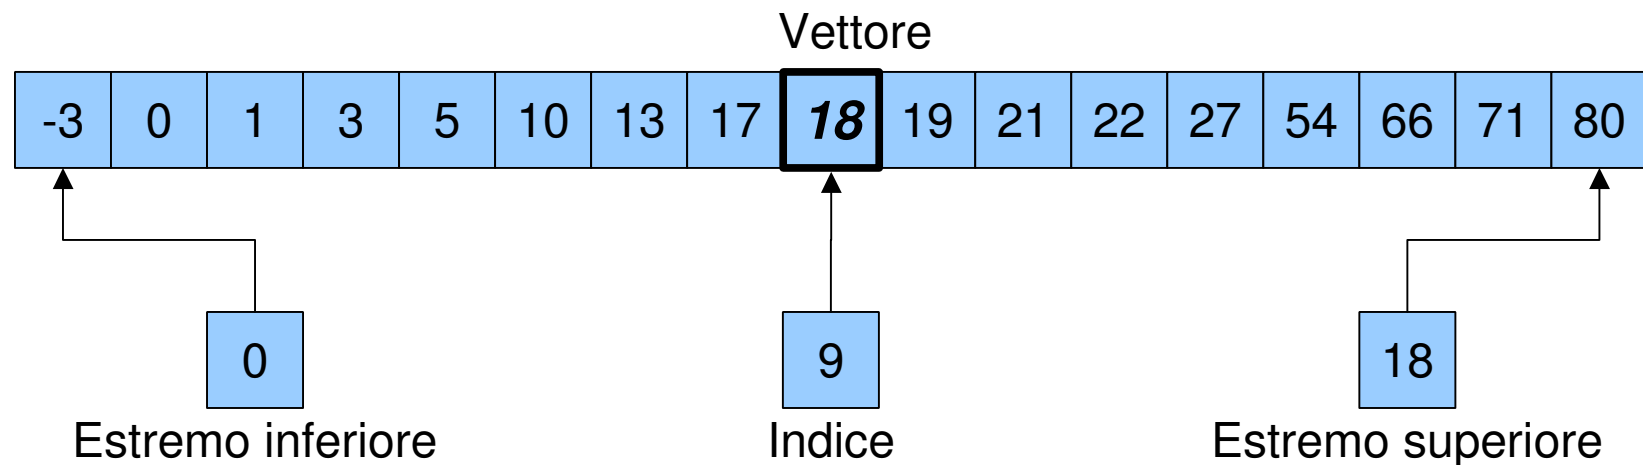 Vettore
-3 0 1 3 5 10 13 17 18 19 21 22 27 54 66 71 80
0 9 18
Estremo inferiore Indice Estremo superiore